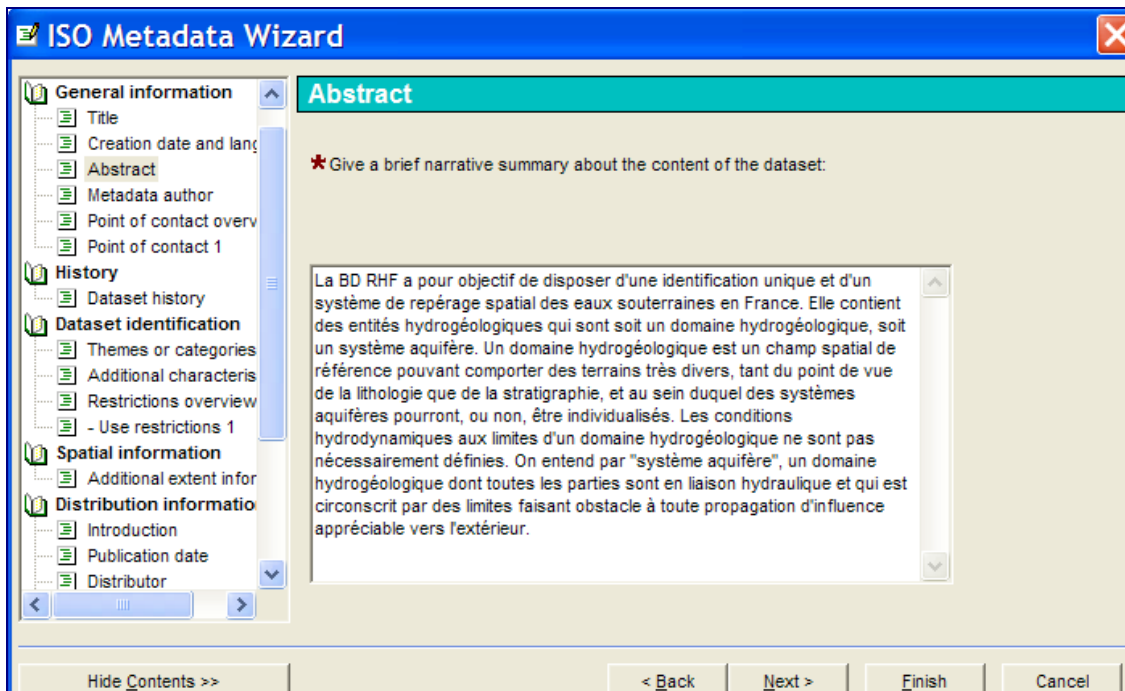 ISO Metadata Wizard
General information
Title
Creation date and lang
Abstract
Metadata author
Point of contact overv
Point of contact 1
History
Dataset history
Dataset identification
Themes or categories
Additional characteris
Restrictions overview
- Use restrictions 1
Spatial information
Additional extent infor
Distribution informatio
Introduction
Publication date
Distributor
Abstract
* Give a brief narrative summary about the content of the dataset:
La BD RHF a pour objectif de disposer d'une identification unique et d'un
système de repérage spatial des eaux souterraines en France. Elle contient
des entités hydrogéologiques qui sont soit un domaine hydrogéologique, soit
un système aquifère. Un domaine hydrogéologique est un champ spatial de
référence pouvant comporter des terrains très divers, tant du point de vue
de la lithologie que de la stratigraphie, et au sein duquel des systèmes
aquifères pourront, ou non, être individualisés. Les conditions
hydrodynamiques aux limites d'un domaine hydrogéologique ne sont pas
nécessairement définies. On entend par "système aquifère", un domaine
hydrogéologique dont toutes les parties sont en liaison hydraulique et qui est
circonscrit par des limites faisant obstacle à toute propagation d'influence
appréciable vers l'extérieur.
Hide Contents >>
< Back
Next >
Finish
Cancel